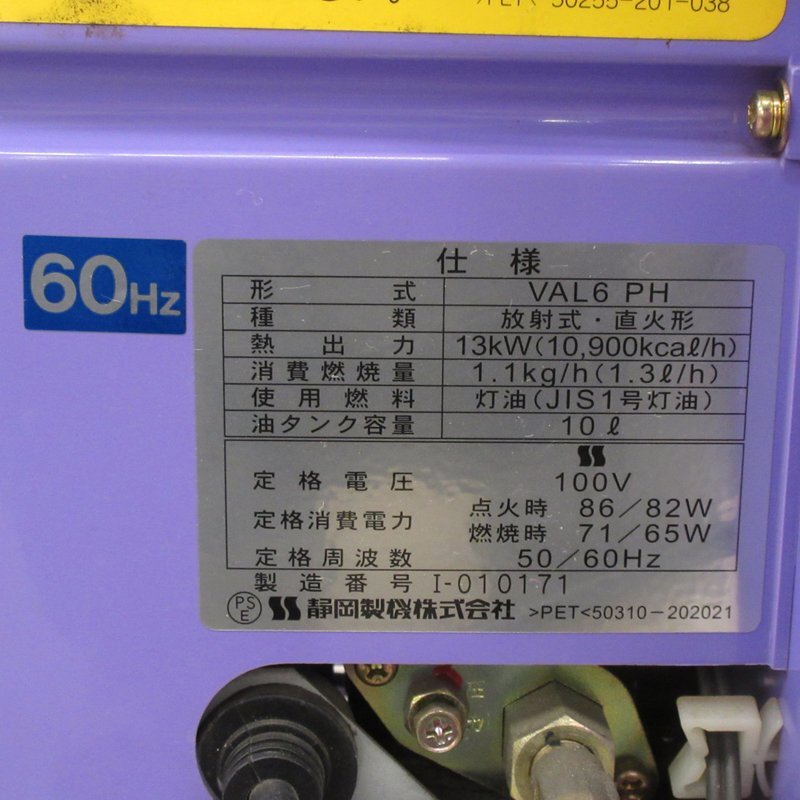 >PET< 50255-201-038
60Hz
仕様
形式 VAL6 PH
種類 放射式・直火形
熱出力 13kW(10,900kcaℓ/h)
消費燃焼量 1.1kg/h(1.3ℓ/h)
使用燃料 灯油(JIS1号灯油)
油タンク容量 10ℓ
定格電圧 100V
定格消費電力 点火時 86/82W
燃焼時 71/65W
定格周波数 50/60Hz
製造番号 I-010171
PSE 静岡製機株式会社 >PET<50310-202021